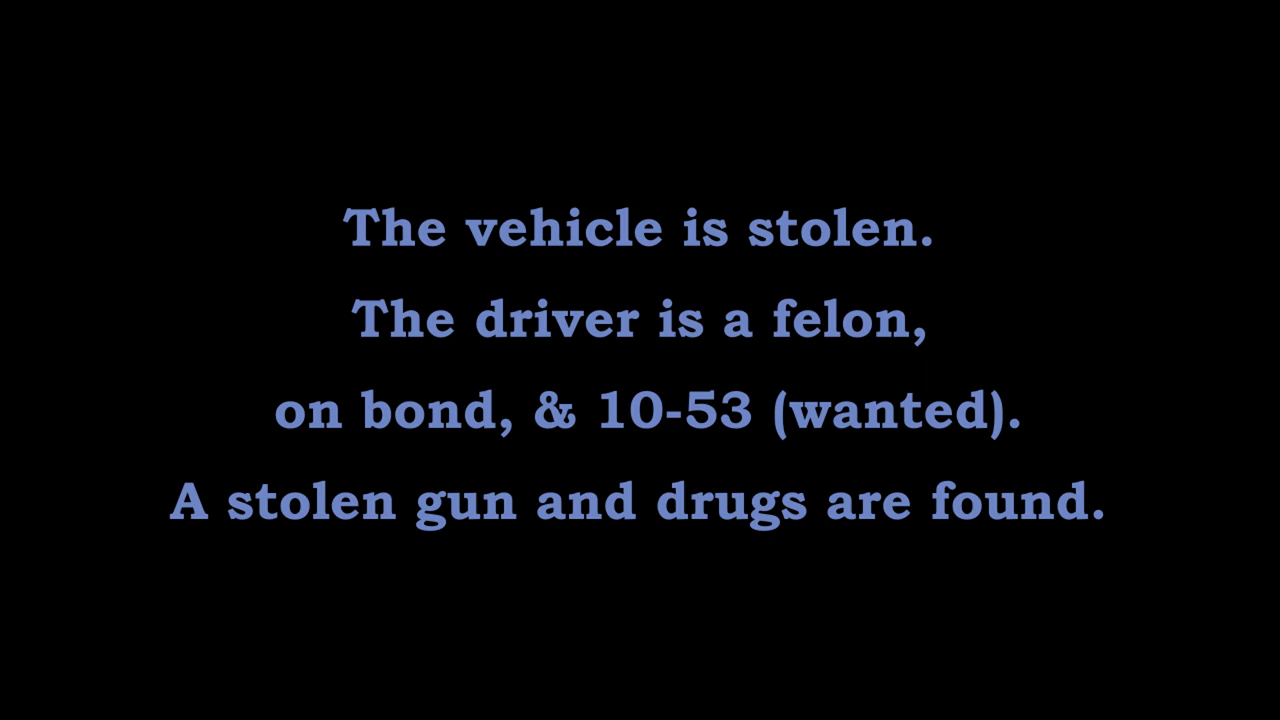 The vehicle is stolen.
The driver is a felon,
on bond, & 10-53 (wanted).
A stolen gun and drugs are found.